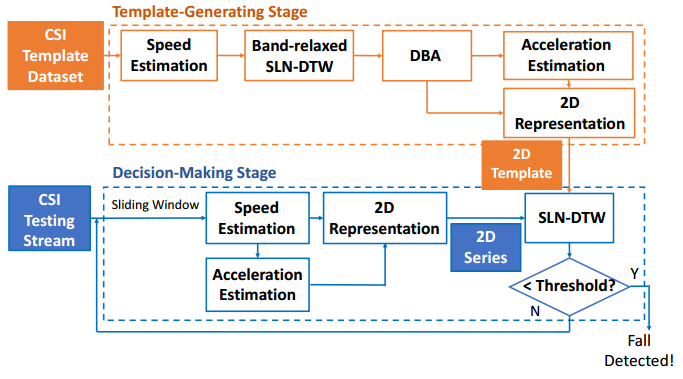 Template-Generating Stage
CSI
Template
Dataset
Speed
Estimation
Band-relaxed
SLN-DTW
DBA
Acceleration
Estimation
2D
Representation
2D
Template
Decision-Making Stage
CSI
Testing
Stream
Sliding Window
Speed
Estimation
2D
Representation
Acceleration
Estimation
2D
Series
SLN-DTW
< Threshold?
Y
N
Fall
Detected!